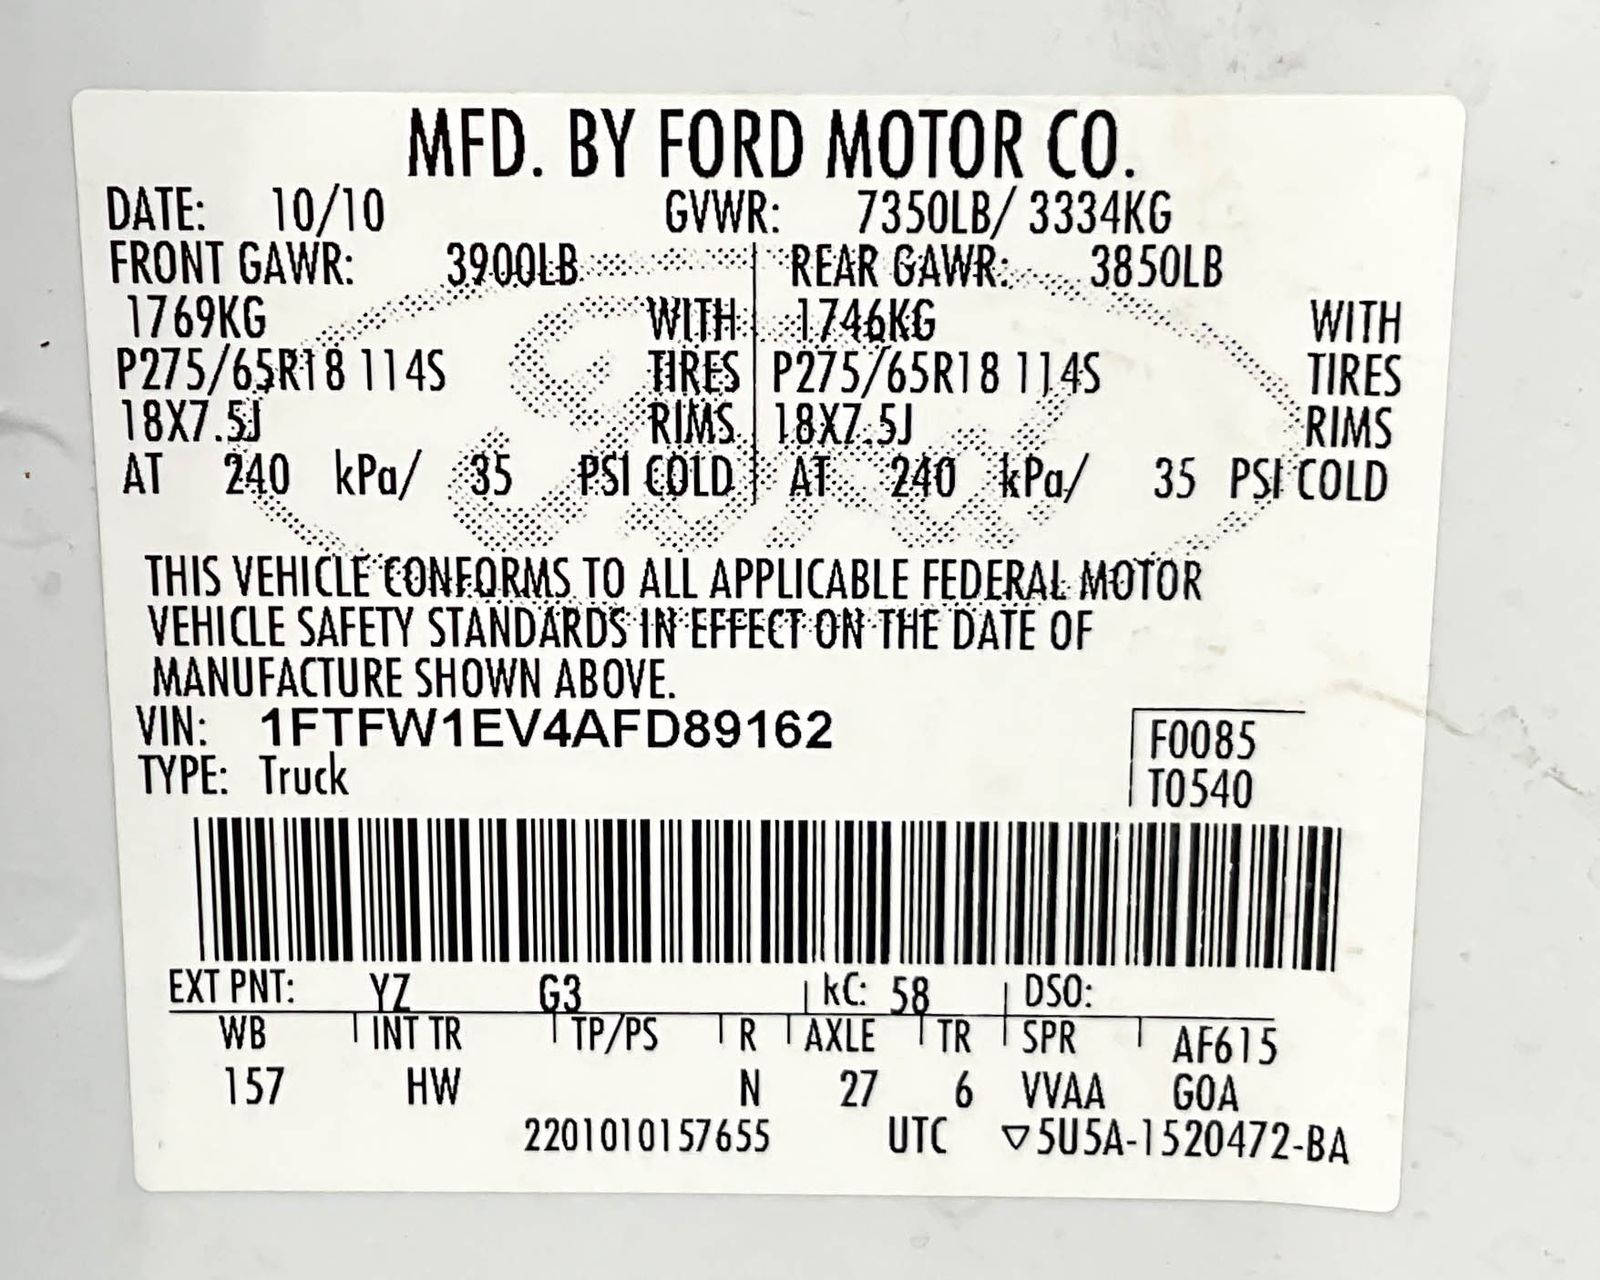 MFD. BY FORD MOTOR CO.
DATE: 10/10 GVWR: 7350LB/ 3334KG
FRONT GAWR: 3900LB REAR GAWR: 3850LB
1769KG WITH 1746KG WITH
P275/65R18 114S TIRES P275/65R18 114S TIRES
18X7.5J RIMS 18X7.5J RIMS
AT 240 kPa/ 35 PSI COLD AT 240 kPa/ 35 PSI COLD
Ford
THIS VEHICLE CONFORMS TO ALL APPLICABLE FEDERAL MOTOR
VEHICLE SAFETY STANDARDS IN EFFECT ON THE DATE OF
MANUFACTURE SHOWN ABOVE.
VIN: 1FTFW1EV4AFD89162 F0085
TYPE: Truck T0540
EXT PNT: YZ G3 kC: 58 DSO:
WB INT TR TP/PS R AXLE TR SPR AF615
157 HW N 27 6 VVAA GOA
2201010157655 UTC ▽5U5A-1520472-BA